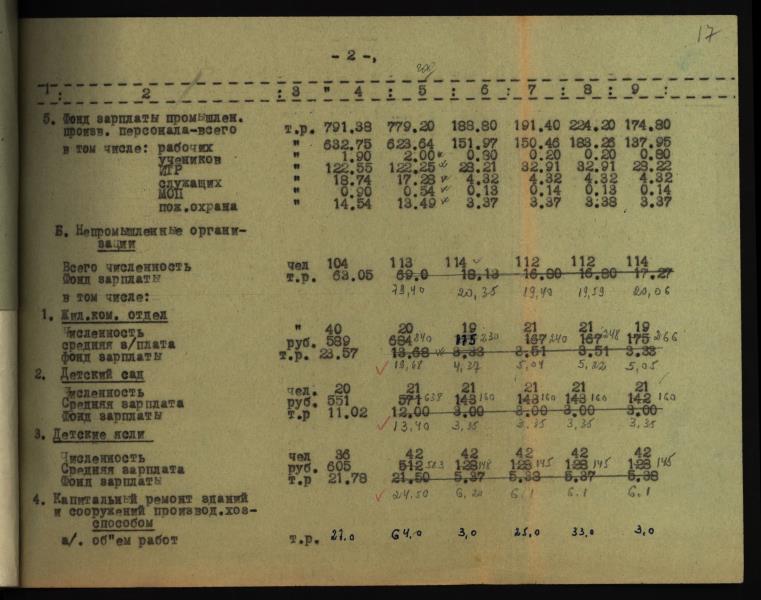 17
- 2 -,
1 : 2 : 3 " 4 : 5 : 6 : 7 : 8 : 9 :
5. Фонд зарплаты промышлен.
произв. персонала-всего т.р. 791.38 779.20 188.80 191.40 224.20 174.80
в том числе: рабочих " 632.75 623.64 151.97 150.46 183.26 137.95
учеников " 1.90 2.00 0.80 0.20 0.20 0.80
ИТР " 122.55 122.25 28.21 32.91 32.91 28.22
служащих " 18.74 17.28 4.32 4.32 4.32 4.32
МОП " 0.90 0.54 0.13 0.14 0.13 0.14
пож.охрана " 14.54 13.49 3.37 3.37 3.38 3.37
Б. Непромышленные органи-
зации
Всего численность чел 104 113 114 112 112 114
Фонд зарплаты т.р. 63.05 69.0 18.13 16.80 16.80 17.27
79,40 20,35 19,40 19,59 20,06
в том числе:
1. Жил.ком. отдел
Численность " 40 20 19 21 21 19
средняя з/плата руб. 589 684 840 175 230 167 240 167 248 175 266
фонд зарплаты т.р. 23.57 13.68 3.33 3.51 3.51 3.33
19,68 4,37 5,04 5,22 5,05
2. Детский сад
Численность чел. 20 21 21 21 21 21
Средняя зарплата руб. 551 571 638 143 160 143 160 143 160 142 160
Фонд зарплаты т.р 11.02 12.00 3.00 3.00 3.00 3.00
13,40 3,35 3,35 3,35 3,35
3. Детские ясли
Численность чел 36 42 42 42 42 42
Средняя зарплата руб. 605 512 583 128 148 128 145 128 145 128 145
Фонд зарплаты т.р 21.78 21.50 5.37 5.38 5.37 5.38
24.50 6.20 6.1 6.1 6.1
4. Капитальный ремонт зданий
и сооружений производ.хоз-
способом
а/. об"ем работ т.р. 27.0 64.0 3,0 25,0 33,0 3,0